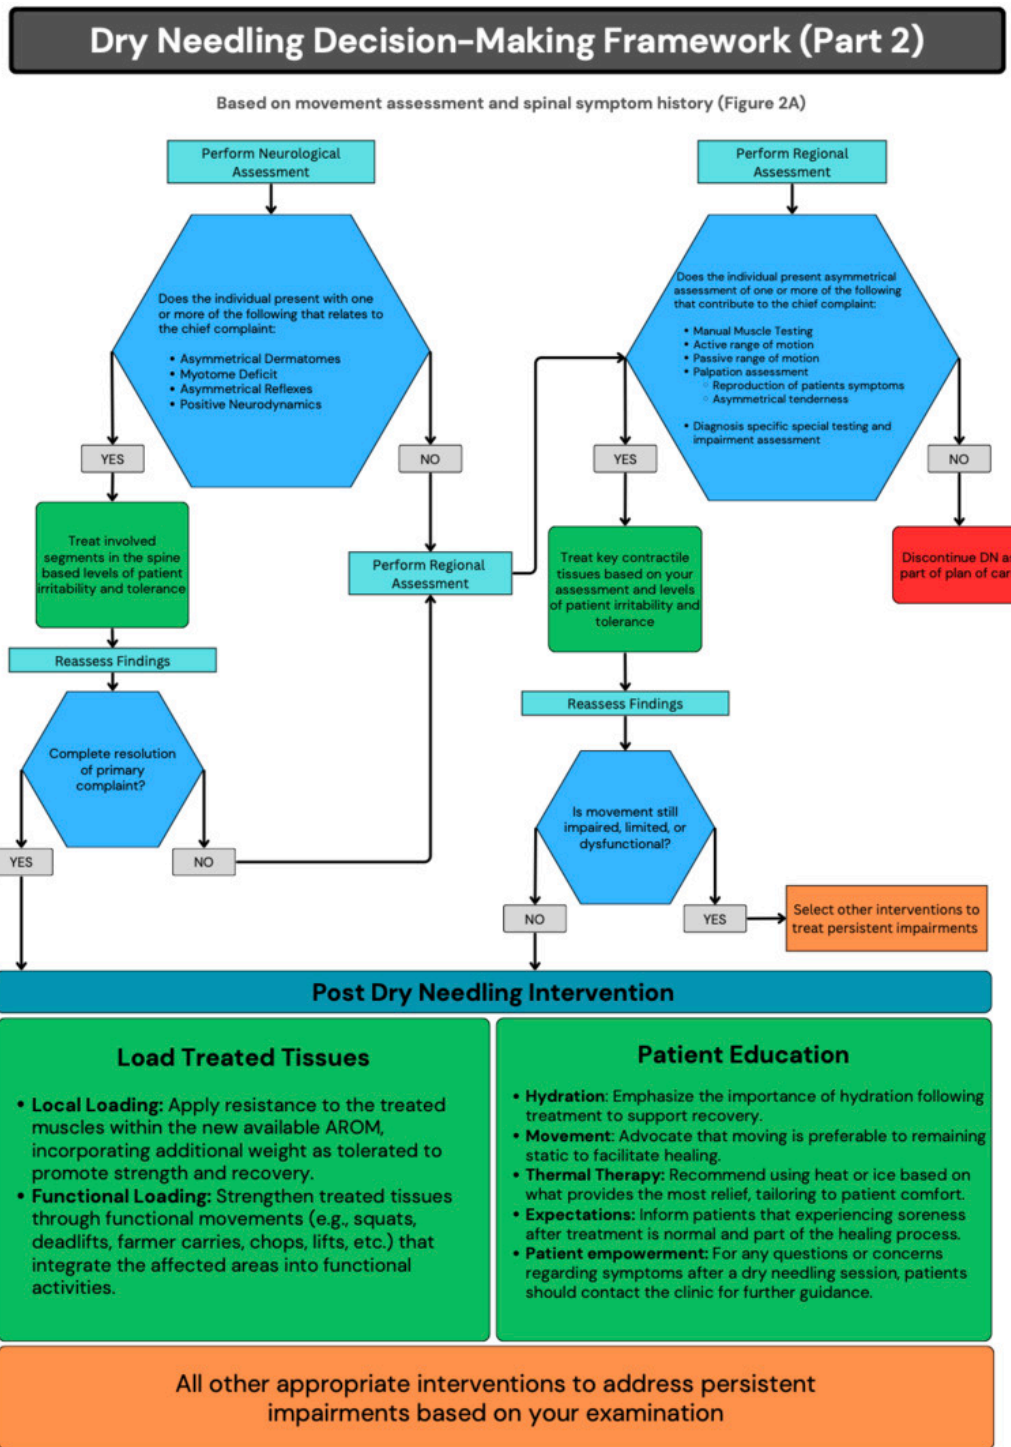 Dry Needling Decision-Making Framework (Part 2)
Based on movement assessment and spinal symptom history (Figure 2A)
Perform Neurological
Assessment
Does the individual present with one
or more of the following that relates to
the chief complaint:
• Asymmetrical Dermatomes
• Myotome Deficit
• Asymmetrical Reflexes
• Positive Neurodynamics
YES
NO
Treat involved
segments in the spine
based levels of patient
irritability and tolerance
Reassess Findings
Complete resolution
of primary
complaint?
YES
NO
Perform Regional
Assessment
Perform Regional
Assessment
Does the individual present asymmetrical
assessment of one or more of the following
that contribute to the chief complaint:
• Manual Muscle Testing
• Active range of motion
• Passive range of motion
• Palpation assessment
○ Reproduction of patients symptoms
○ Asymmetrical tenderness
• Diagnosis specific special testing and
impairment assessment
YES
NO
Treat key contractile
tissues based on your
assessment and levels
of patient irritability and
tolerance
Discontinue DN as
part of plan of car
Reassess Findings
Is movement still
impaired, limited, or
dysfunctional?
NO
YES
Select other interventions to
treat persistent impairments
Post Dry Needling Intervention
Load Treated Tissues
• Local Loading: Apply resistance to the treated
muscles within the new available AROM,
incorporating additional weight as tolerated to
promote strength and recovery.
• Functional Loading: Strengthen treated tissues
through functional movements (e.g., squats,
deadlifts, farmer carries, chops, lifts, etc.) that
integrate the affected areas into functional
activities.
Patient Education
• Hydration: Emphasize the importance of hydration following
treatment to support recovery.
• Movement: Advocate that moving is preferable to remaining
static to facilitate healing.
• Thermal Therapy: Recommend using heat or ice based on
what provides the most relief, tailoring to patient comfort.
• Expectations: Inform patients that experiencing soreness
after treatment is normal and part of the healing process.
• Patient empowerment: For any questions or concerns
regarding symptoms after a dry needling session, patients
should contact the clinic for further guidance.
All other appropriate interventions to address persistent
impairments based on your examination